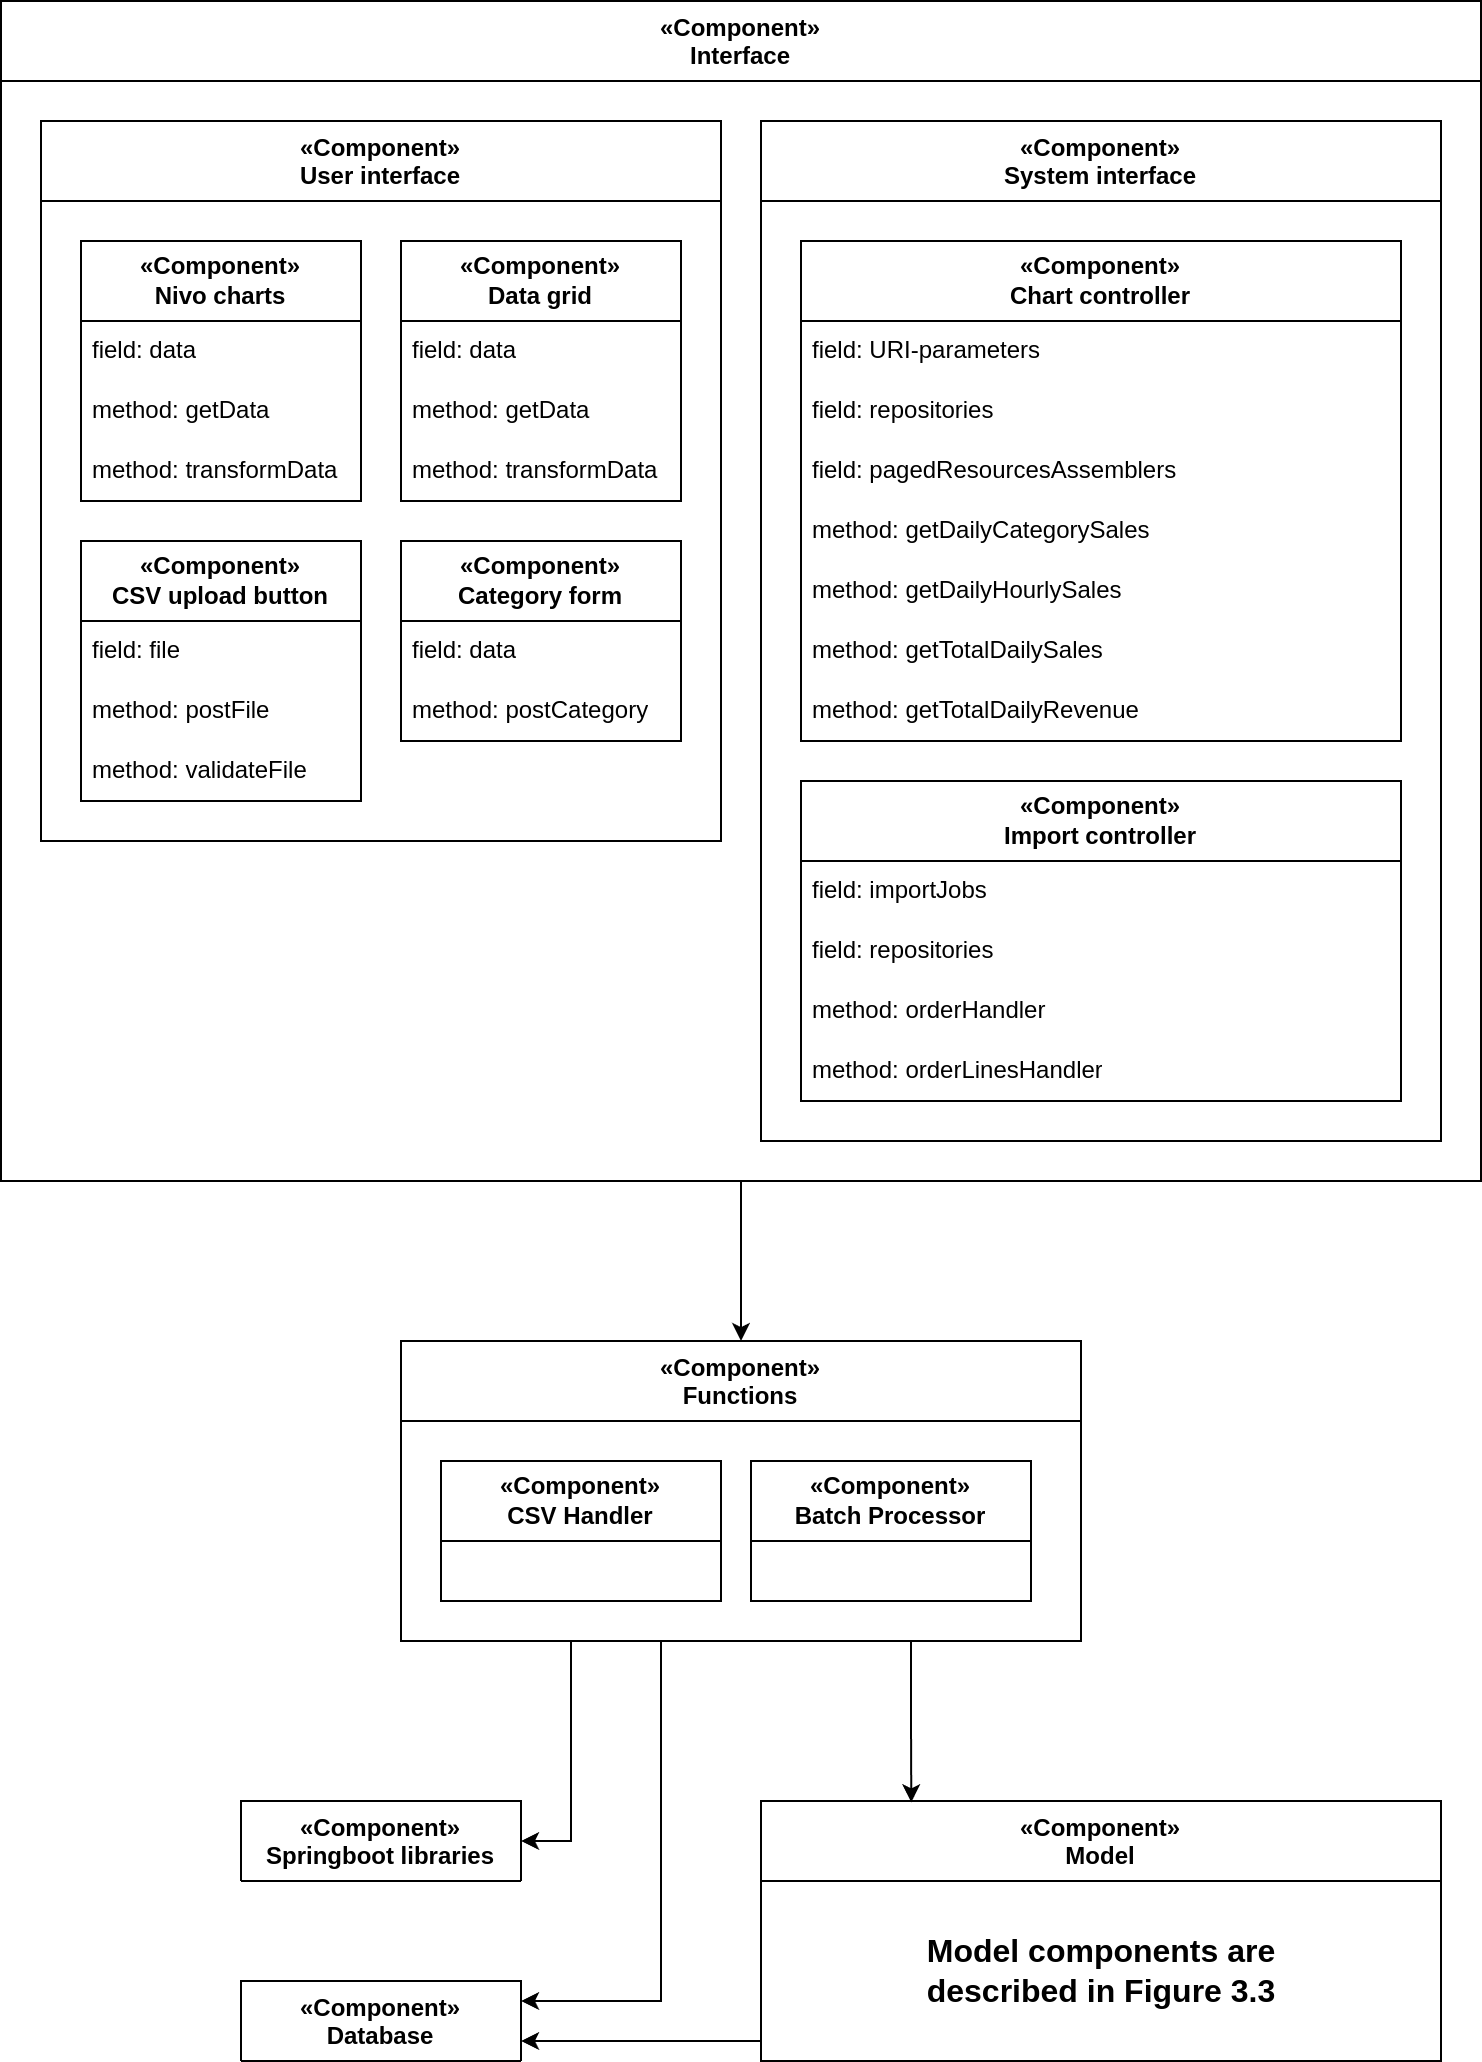 «Component»
Interface
«Component»
User interface
«Component»
Nivo charts
field: data
method: getData
method: transformData
«Component»
Data grid
field: data
method: getData
method: transformData
«Component»
CSV upload button
field: file
method: postFile
method: validateFile
«Component»
Category form
field: data
method: postCategory
«Component»
System interface
«Component»
Chart controller
field: URI-parameters
field: repositories
field: pagedResourcesAssemblers
method: getDailyCategorySales
method: getDailyHourlySales
method: getTotalDailySales
method: getTotalDailyRevenue
«Component»
Import controller
field: importJobs
field: repositories
method: orderHandler
method: orderLinesHandler
«Component»
Functions
«Component»
CSV Handler
«Component»
Batch Processor
«Component»
Springboot libraries
«Component»
Database
«Component»
Model
Model components are
described in Figure 3.3